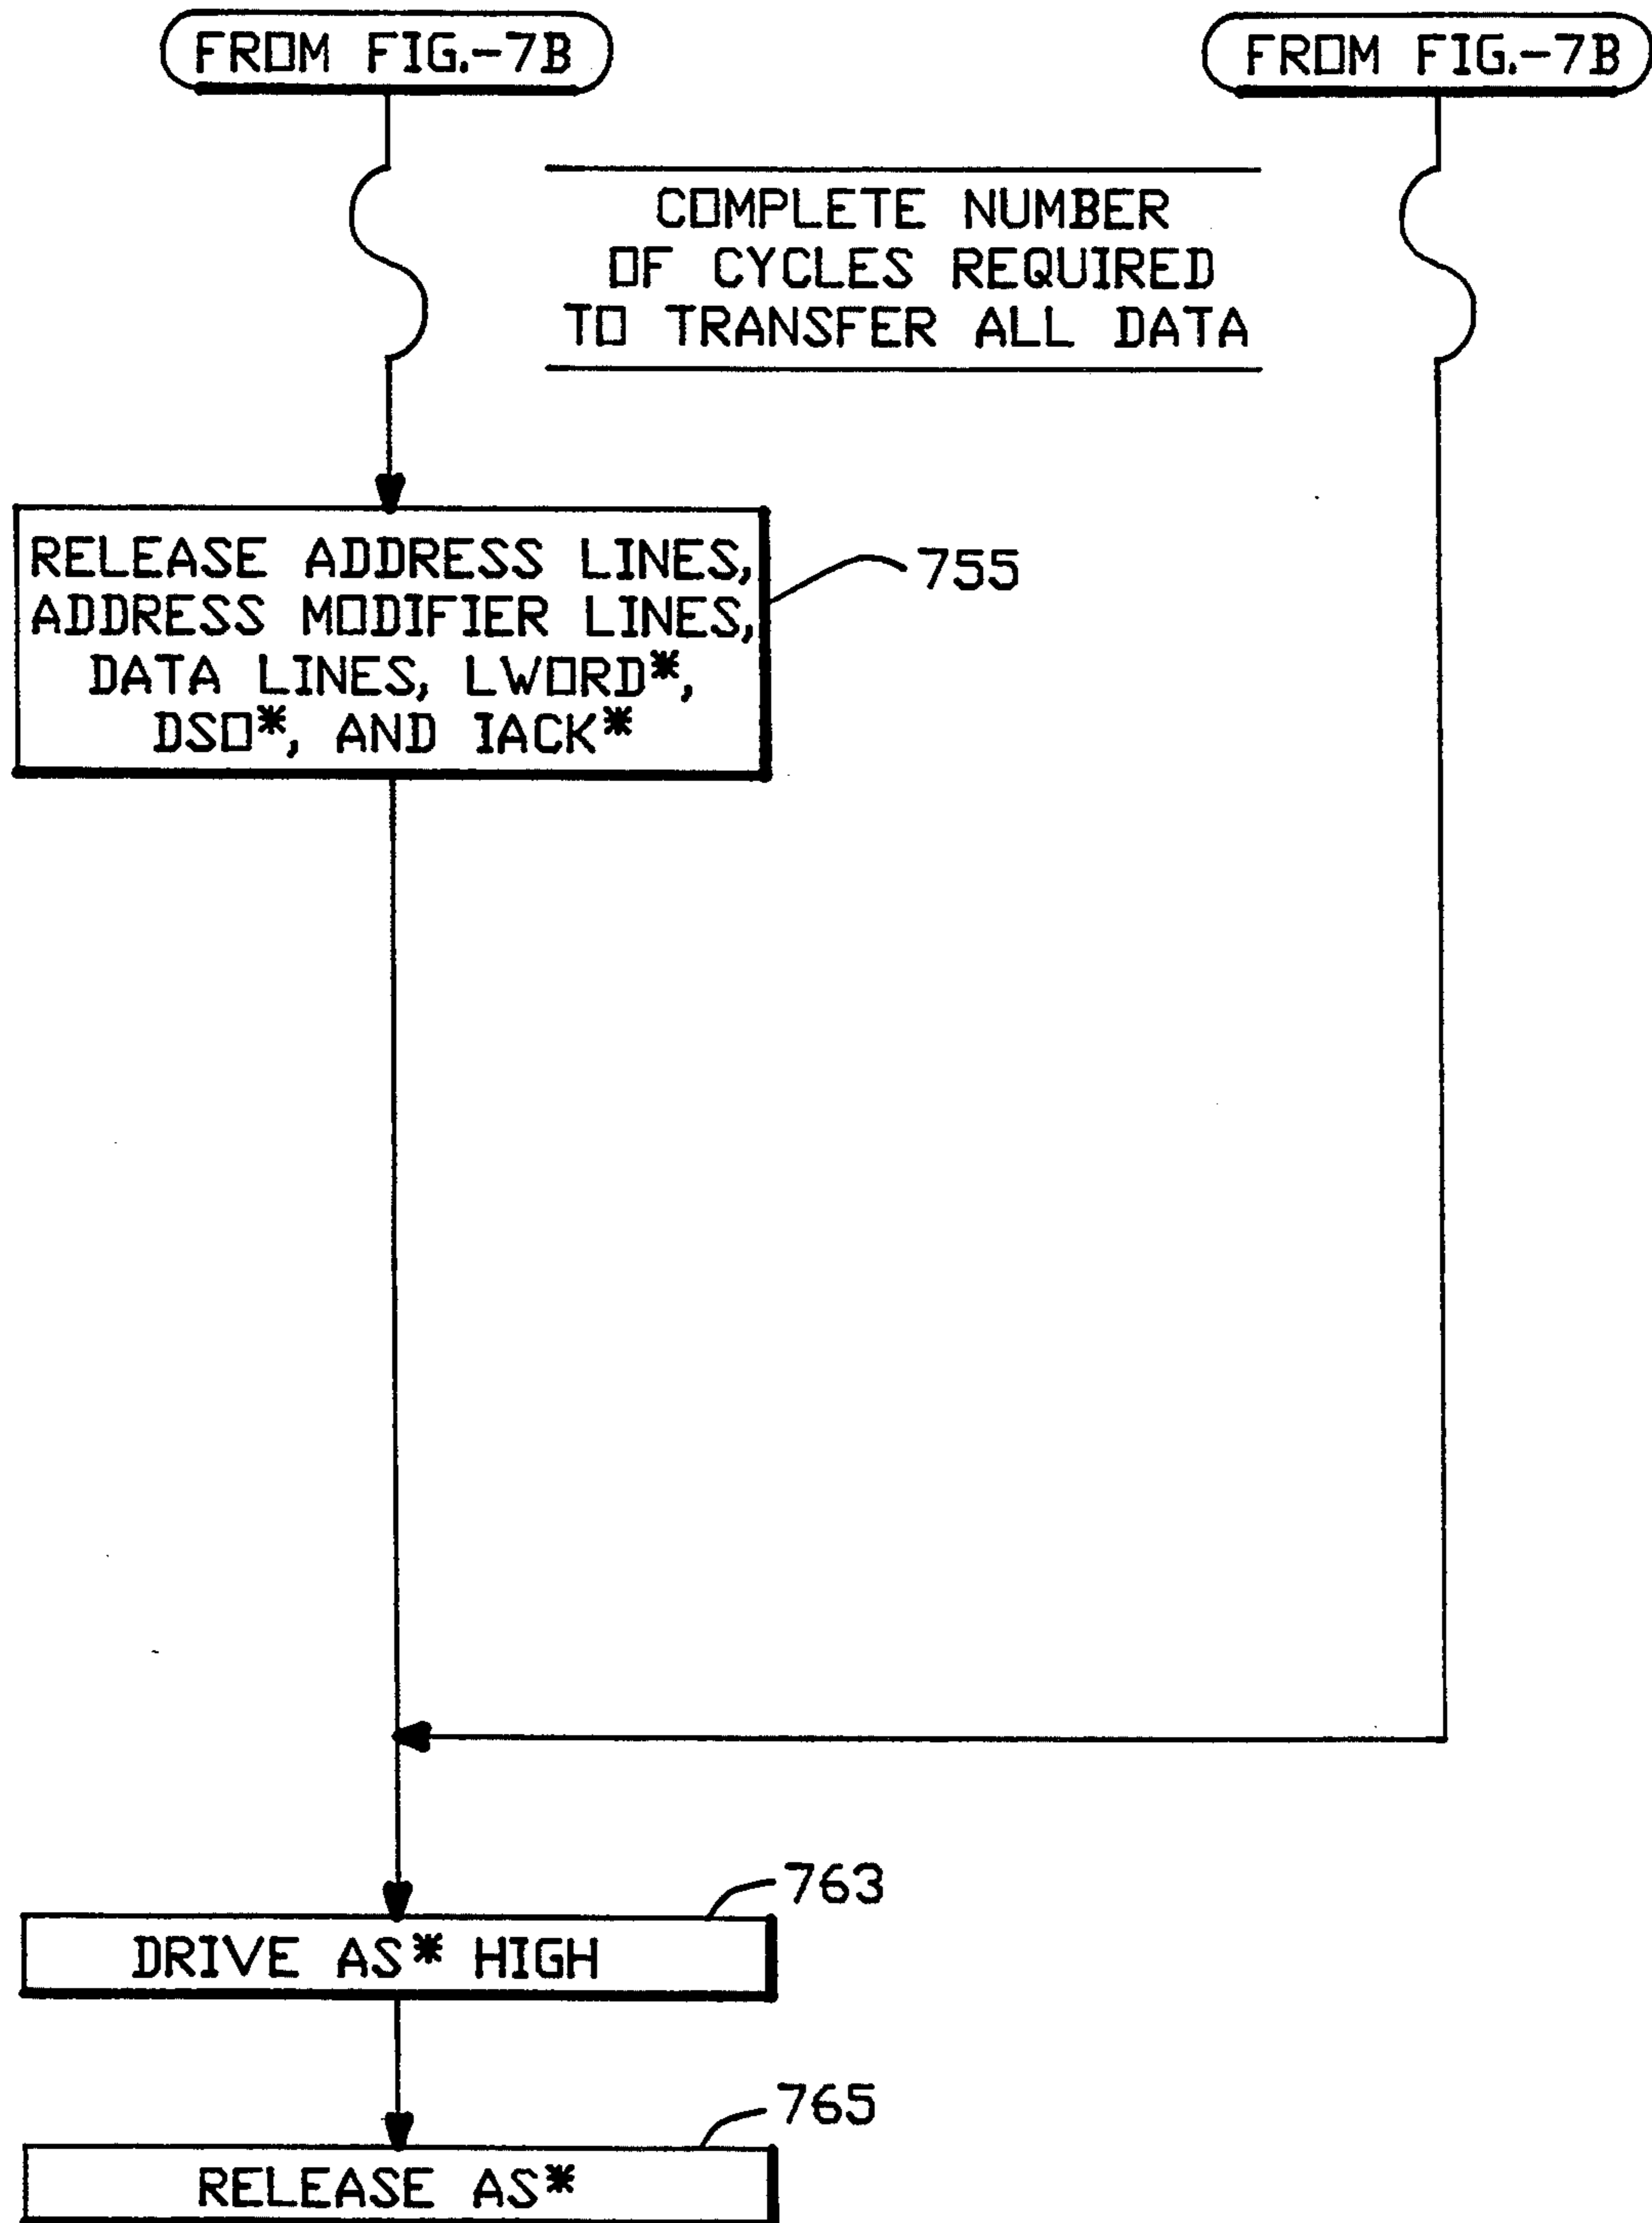 FROM FIG.-7B
FROM FIG.-7B
COMPLETE NUMBER
OF CYCLES REQUIRED
TO TRANSFER ALL DATA
RELEASE ADDRESS LINES,
ADDRESS MODIFIER LINES,
DATA LINES, LWORD*,
DS0*, AND IACK*
755
763
DRIVE AS* HIGH
765
RELEASE AS*